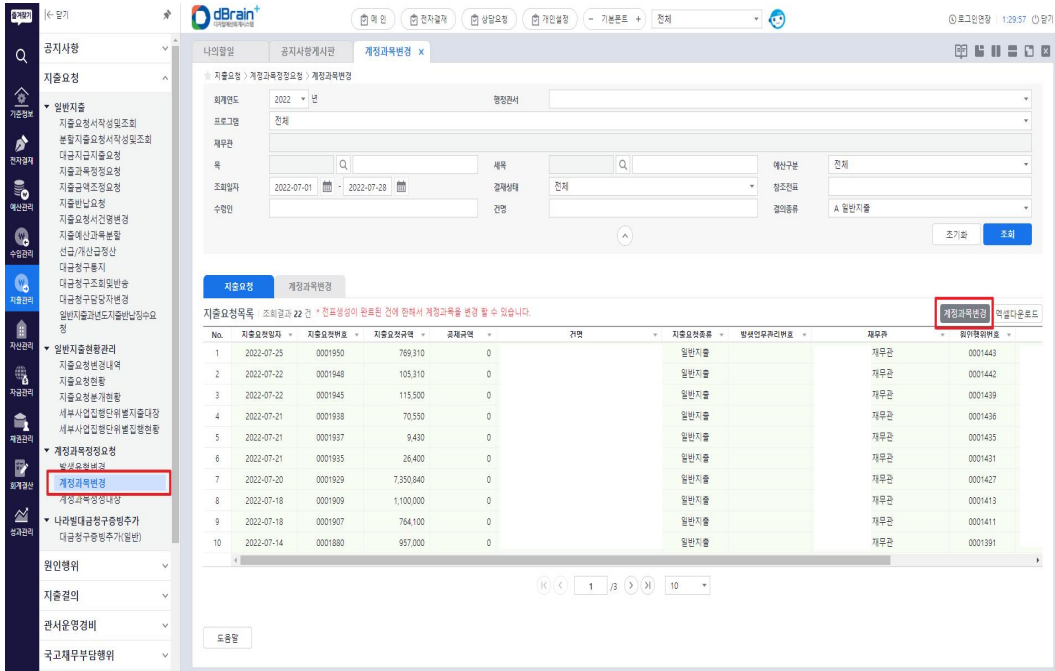 즐겨찾기
닫기
dBrain+
디지털예산회계시스템
메 인
전자결재
상담요청
개인설정
- 기본폰트 +
전체
로그인연장 1:29:57 닫기
기준정보
전자결재
예산관리
수입관리
지출관리
자산관리
자금관리
채권관리
회계결산
성과관리
공지사항
지출요청
▼ 일반지출
지출요청서작성및조회
분할지출요청서작성및조회
대금지급지출요청
지출과목정정요청
지출금액조정요청
지출반납요청
지출요청서건명변경
지출예산과목분할
선급/개산급정산
대금청구통지
대금청구조회및반송
대금청구담당자변경
일반지출과년도지출반납징수요
청
▼ 일반지출현황관리
지출요청변경내역
지출요청현황
지출요청분개현황
세부사업집행단위별지출대장
세부사업집행단위별집행현황
▼ 계정과목정정요청
발생유형변경
계정과목변경
계정과목정정대상
▼ 나라빌대금청구증빙추가
대금청구증빙추가(일반)
원인행위
지출결의
관서운영경비
국고채무부담행위
나의할일 공지사항게시판 계정과목변경 x
지출요청 > 계정과목정정요청 > 계정과목변경
회계연도 2022 년 행정관서
프로그램 전체
재무관
목 세목 예산구분 전체
조회일자 2022-07-01 - 2022-07-28 결재상태 전체 참조전표
수령인 건명 결의종류 A 일반지출
초기화 조회
지출요청 계정과목변경
지출요청목록 조회결과 22 건 * 전표생성이 완료된 건에 한해서 계정과목을 변경 할 수 있습니다. 계정과목변경 엑셀다운로드
No. 지출요청일자 지출요청번호 지출요청금액 공제금액 건명 지출요청종류 발생업무관리번호 재무관 원인행위번호
1 2022-07-25 0001950 769,310 0 일반지출 재무관 0001443
2 2022-07-22 0001948 105,310 0 일반지출 재무관 0001442
3 2022-07-22 0001945 115,500 0 일반지출 재무관 0001439
4 2022-07-21 0001938 70,550 0 일반지출 재무관 0001436
5 2022-07-21 0001937 9,430 0 일반지출 재무관 0001435
6 2022-07-21 0001935 26,400 0 일반지출 재무관 0001431
7 2022-07-20 0001929 7,350,840 0 일반지출 재무관 0001427
8 2022-07-18 0001909 1,100,000 0 일반지출 재무관 0001413
9 2022-07-18 0001907 764,100 0 일반지출 재무관 0001411
10 2022-07-14 0001880 957,000 0 일반지출 재무관 0001391
1 /3 10
도움말